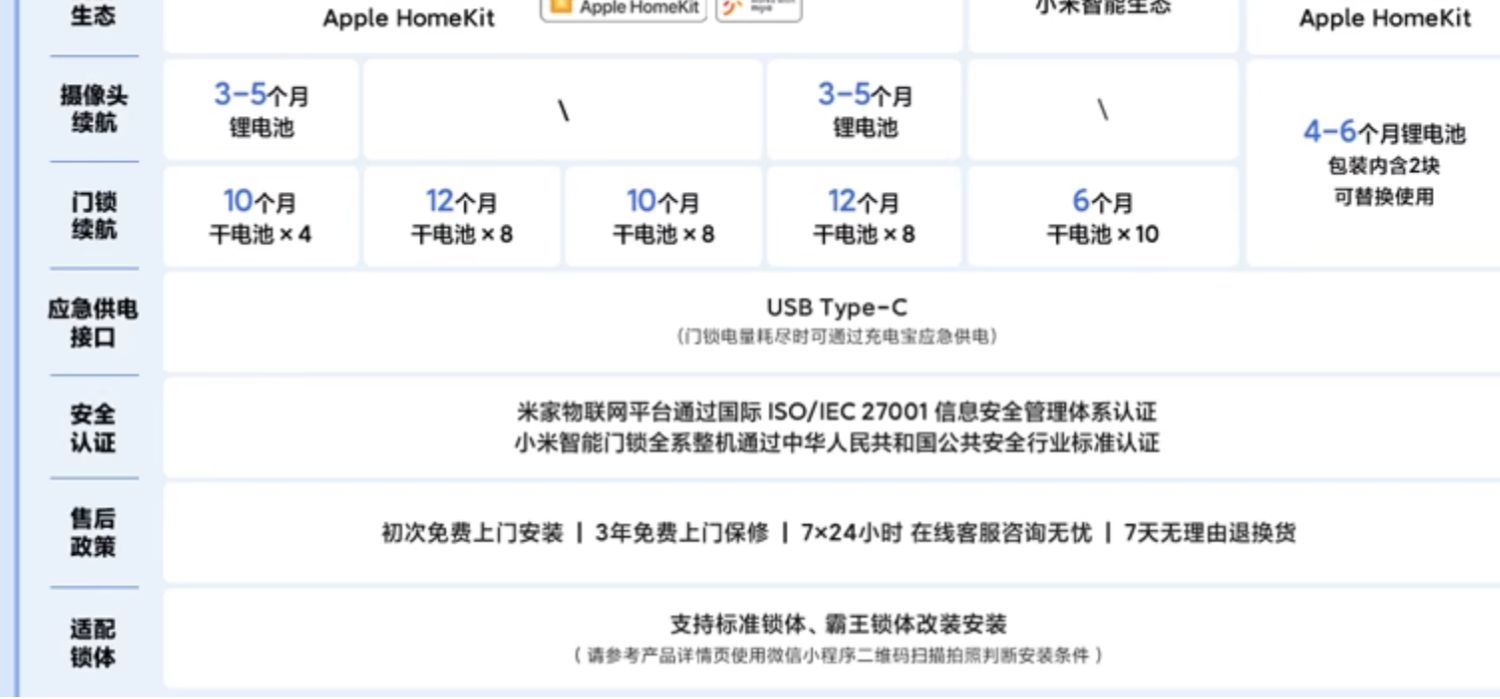 生态
Apple HomeKit
Apple HomeKit
小米智能生态
Apple HomeKit
摄像头
续航
3-5个月
锂电池
\
3-5个月
锂电池
\
4-6个月锂电池
包装内含2块
可替换使用
门锁
续航
10个月
干电池×4
12个月
干电池×8
10个月
干电池×8
12个月
干电池×8
6个月
干电池×10
应急供电
接口
USB Type-C
(门锁电量耗尽时可通过充电宝应急供电)
安全
认证
米家物联网平台通过国际 ISO/IEC 27001 信息安全管理体系认证
小米智能门锁全系整机通过中华人民共和国公共安全行业标准认证
售后
政策
初次免费上门安装 | 3年免费上门保修 | 7×24小时 在线客服咨询无忧 | 7天无理由退换货
适配
锁体
支持标准锁体、霸王锁体改装安装
( 请参考产品详情页使用微信小程序二维码扫描拍照判断安装条件 )